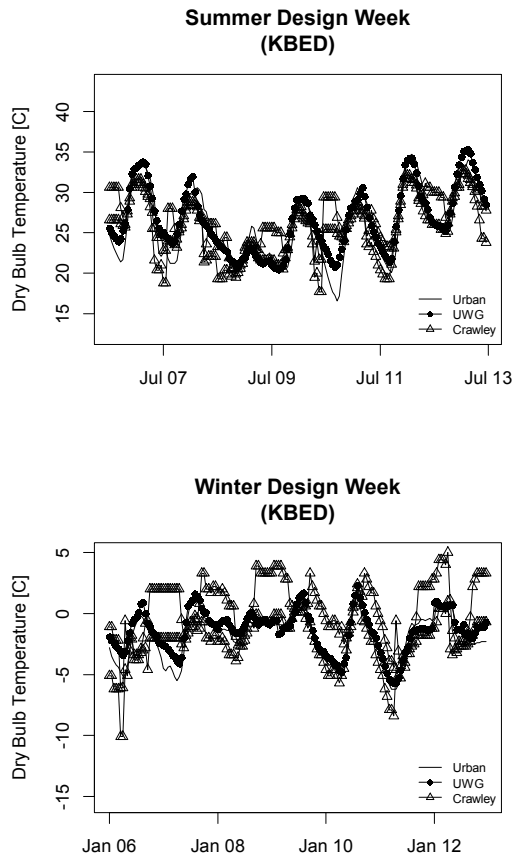 Summer Design Week
(KBED)
Dry Bulb Temperature [C]
40
35
30
25
20
15
Urban
UWG
Crawley
Jul 07
Jul 09
Jul 11
Jul 13
Winter Design Week
(KBED)
Dry Bulb Temperature [C]
5
0
-5
-10
-15
Urban
UWG
Crawley
Jan 06
Jan 08
Jan 10
Jan 12